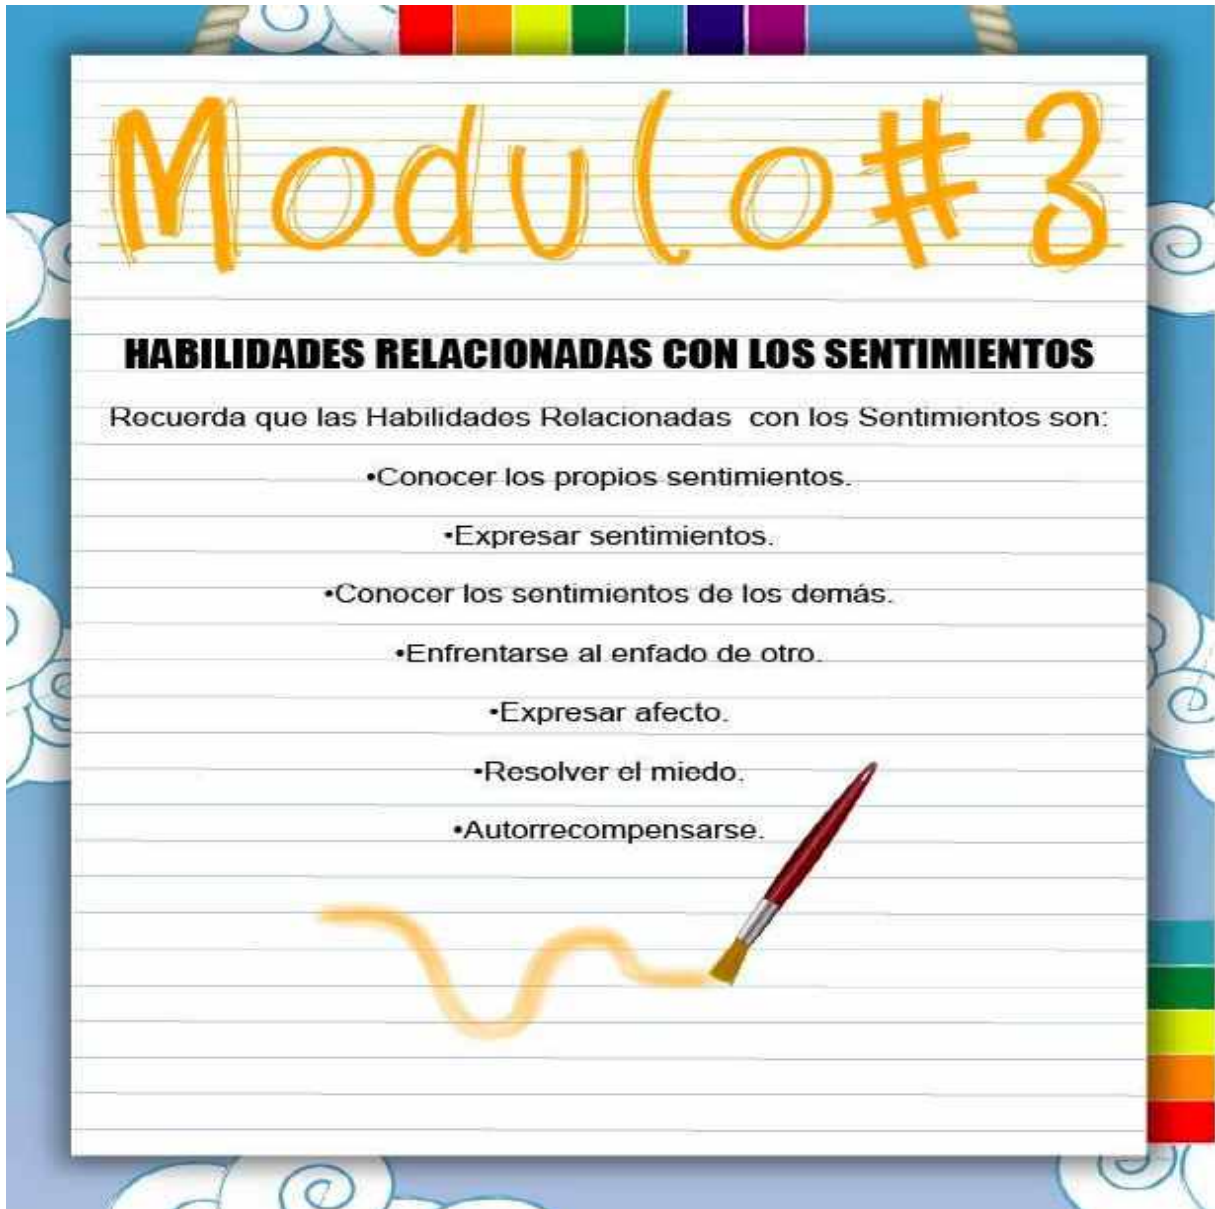 Modulo#3
HABILIDADES RELACIONADAS CON LOS SENTIMIENTOS
Recuerda que las Habilidades Relacionadas con los Sentimientos son:
•Conocer los propios sentimientos.
•Expresar sentimientos.
•Conocer los sentimientos de los demás.
•Enfrentarse al enfado de otro.
•Expresar afecto.
•Resolver el miedo.
•Autorrecompensarse.